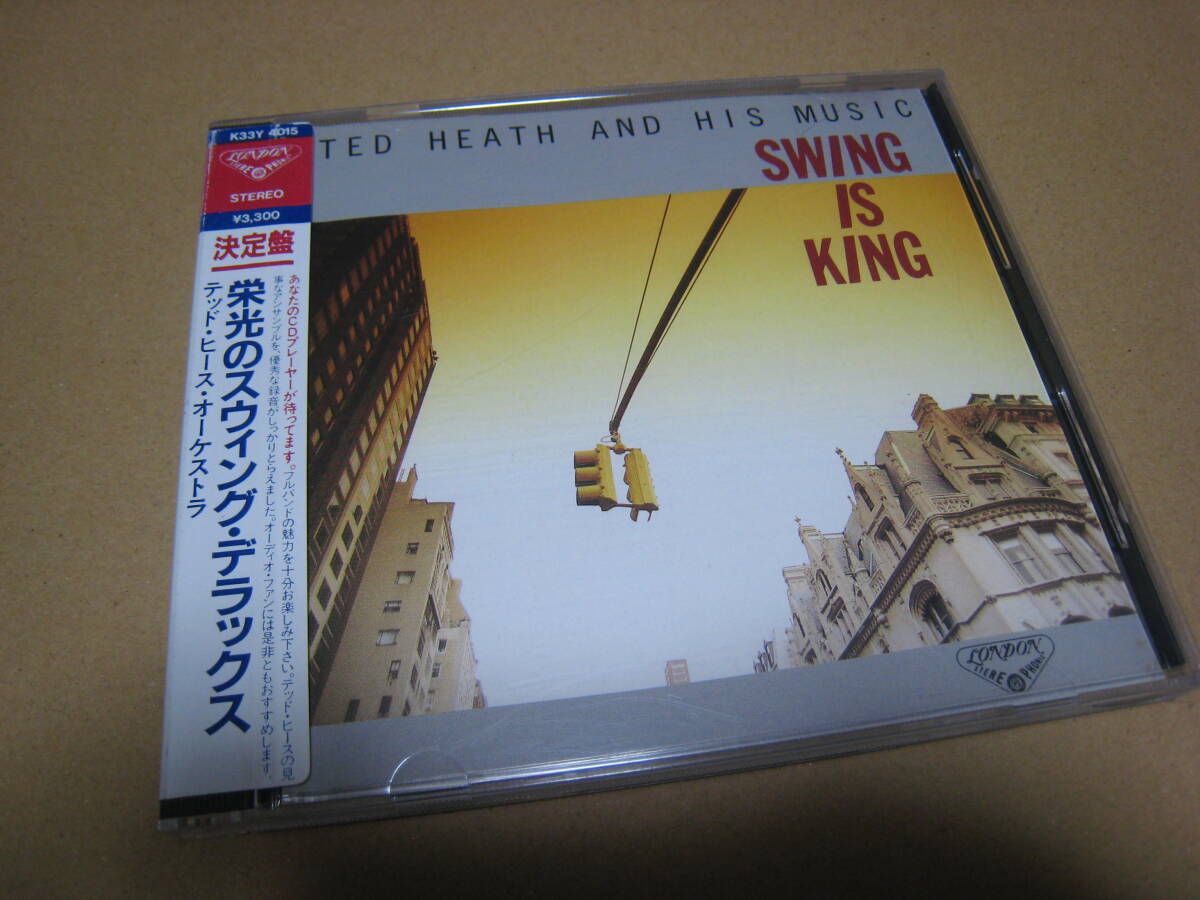 K33Y 4015
LONDON
STEREO PHONIC
STEREO
¥3,300
決定盤
あなたのCDプレーヤーが待ってます。フルバンドの魅力を十分お楽しみ下さい。テッド・ヒースの見
事なアンサンブルを、優秀な録音がしっかりとらえました。オーディオ・ファンには是非ともおすすめします。
栄光のスウィング・デラックス
テッド・ヒース・オーケストラ
TED HEATH AND HIS MUSIC
SWING
IS
KING
LONDON
STEREO PHONIC